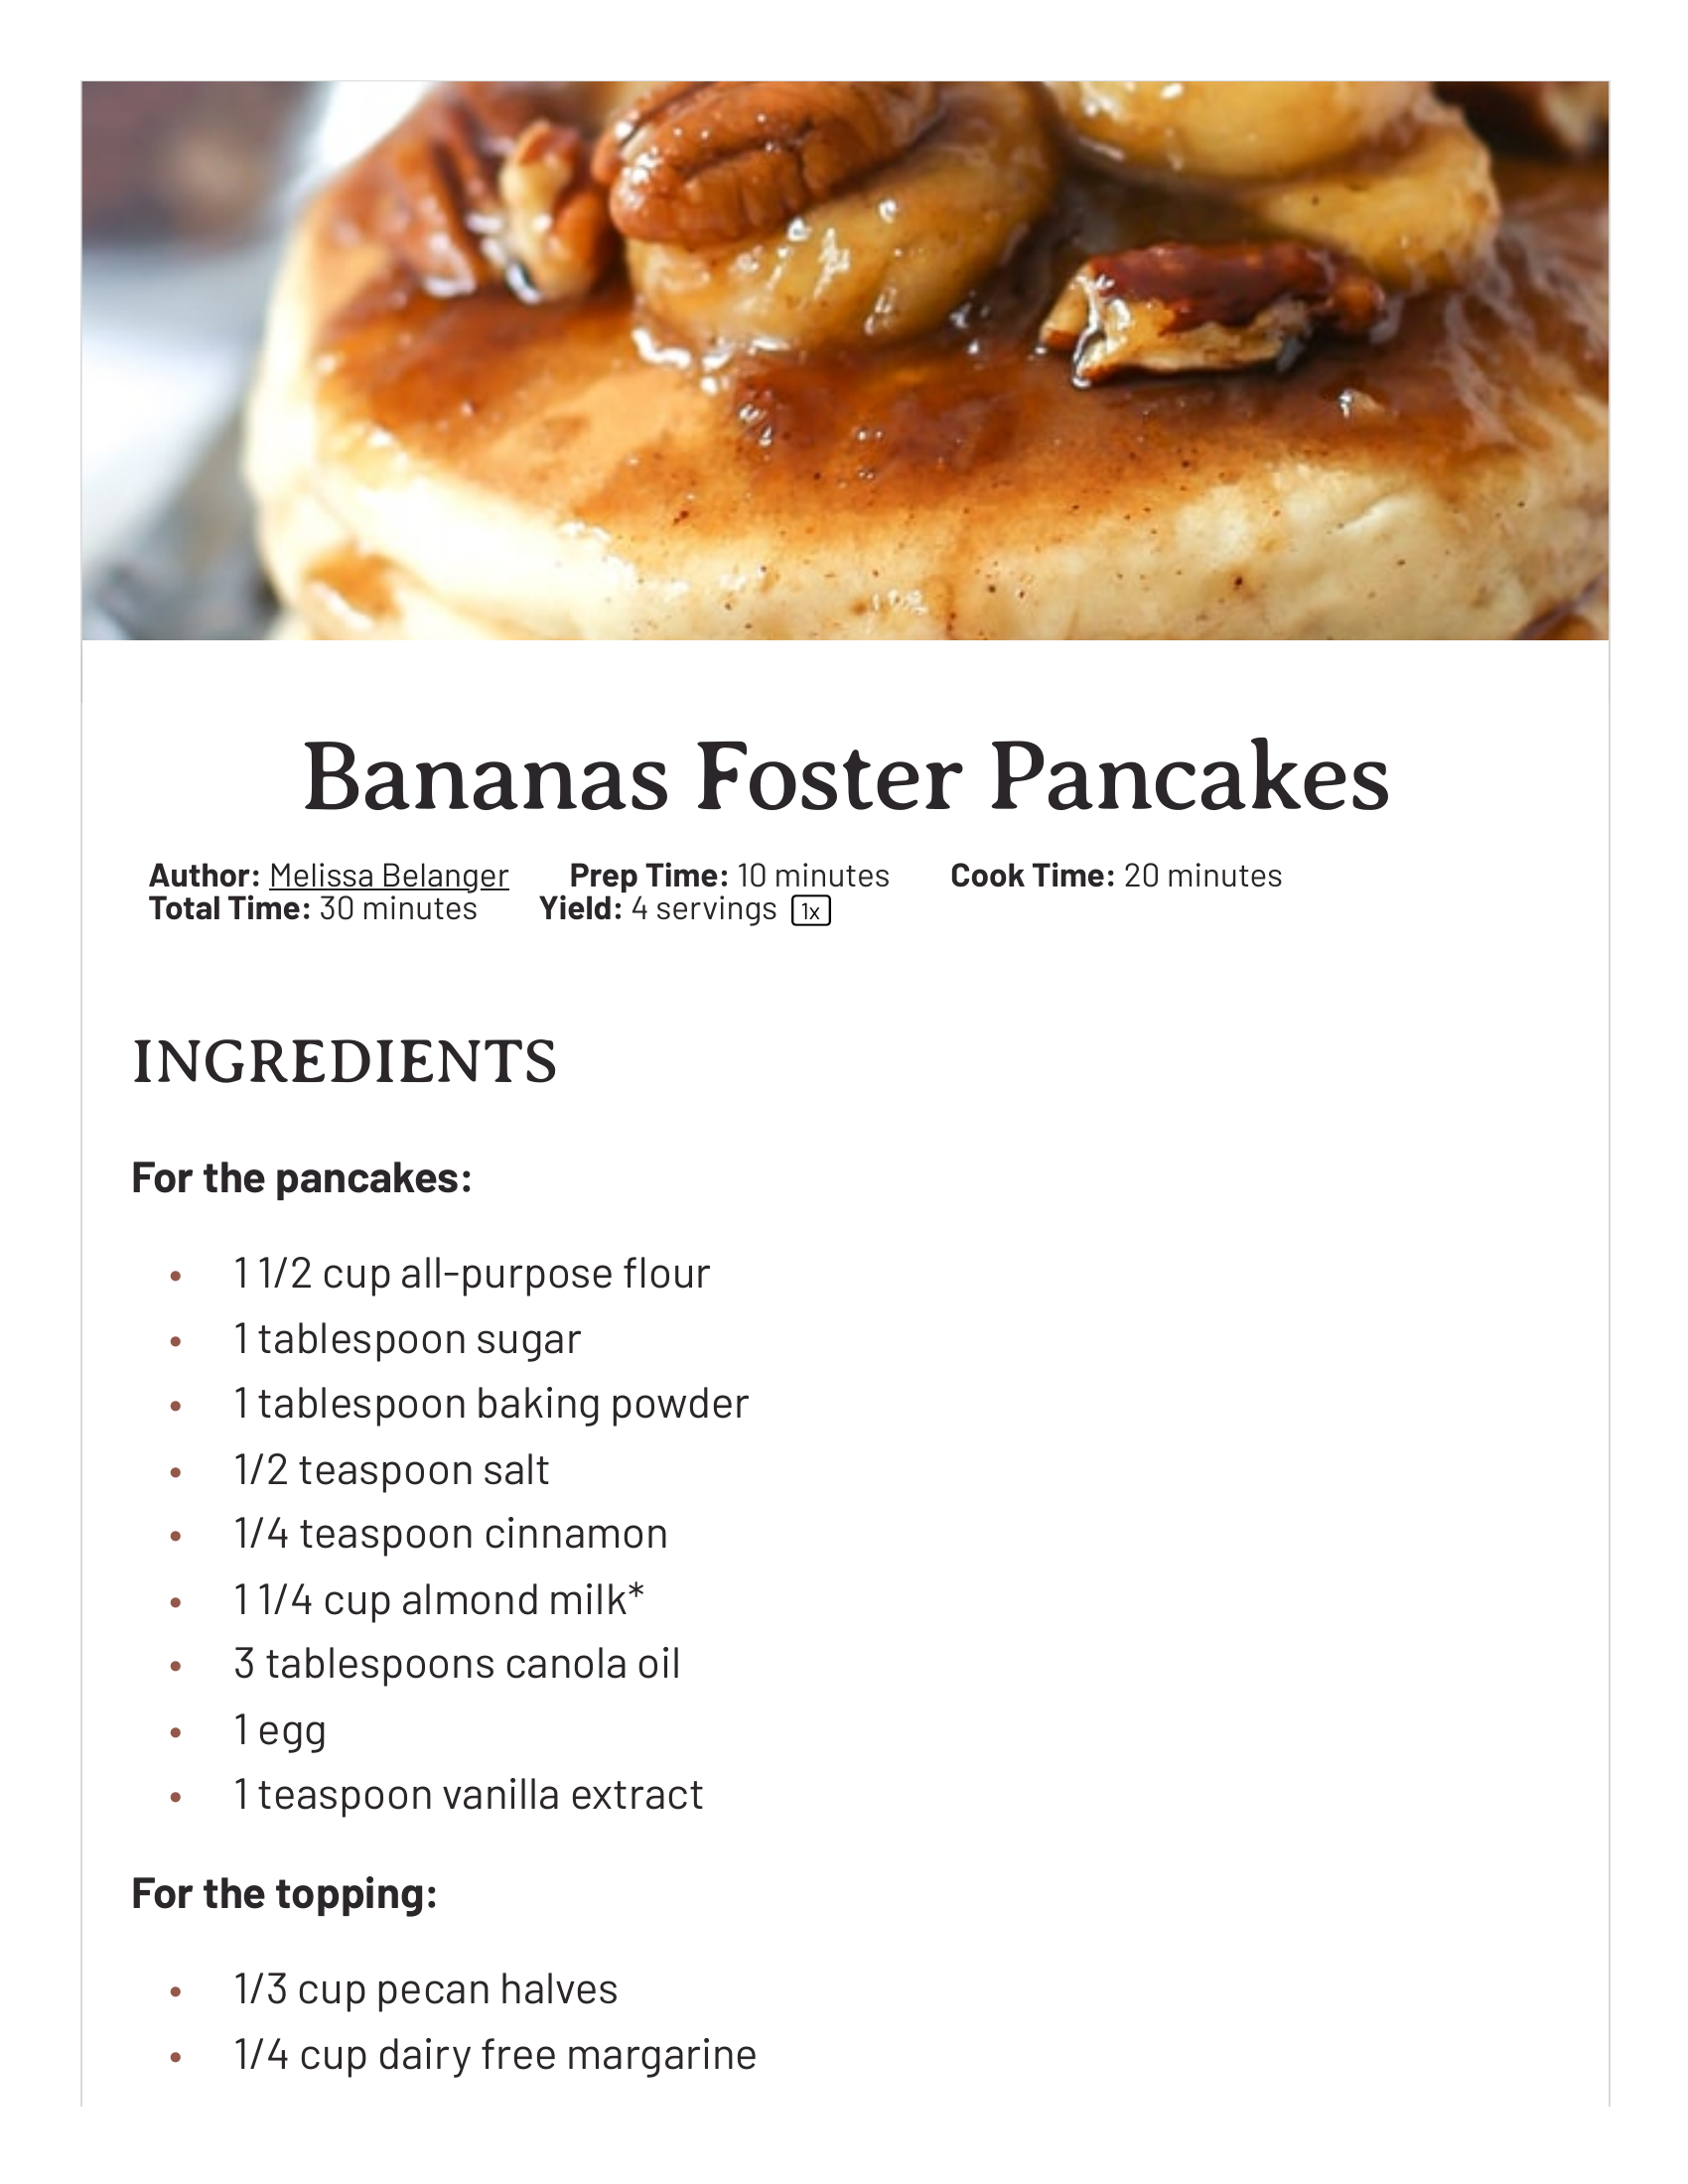 Bananas Foster Pancakes
Author: Melissa Belanger Prep Time: 10 minutes Cook Time: 20 minutes
Total Time: 30 minutes Yield: 4 servings 1x
INGREDIENTS
For the pancakes:
• 1 1/2 cup all-purpose flour
• 1 tablespoon sugar
• 1 tablespoon baking powder
• 1/2 teaspoon salt
• 1/4 teaspoon cinnamon
• 1 1/4 cup almond milk*
• 3 tablespoons canola oil
• 1 egg
• 1 teaspoon vanilla extract
For the topping:
• 1/3 cup pecan halves
• 1/4 cup dairy free margarine